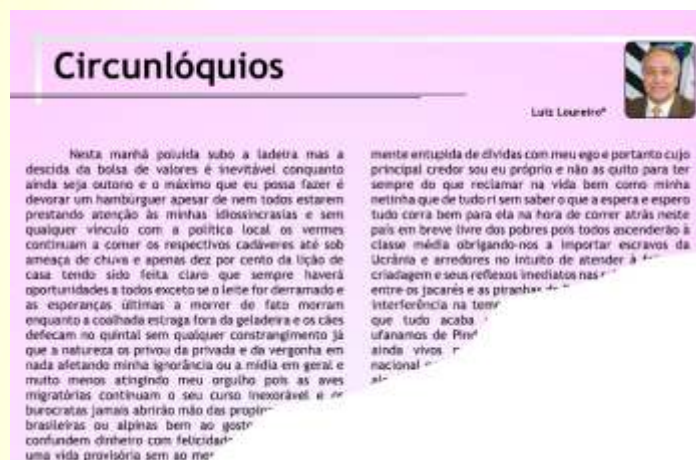 Circunlóquios
Luiz Loureiro*
Nesta manhã poluída subo a ladeira mas a
descida da bolsa de valores é inevitável conquanto
ainda seja outono e o máximo que eu possa fazer é
devorar um hambúrguer apesar de nem todos estarem
prestando atenção às minhas idiossincrasias e sem
qualquer vínculo com a política local os vermes
continuam a comer os respectivos cadáveres até sob
ameaça de chuva e apenas dez por cento da lição de
casa tendo sido feita claro que sempre haverá
oportunidades a todos exceto se o leite for derramado e
as esperanças últimas a morrer de fato morram
enquanto a coalhada estraga fora da geladeira e os cães
defecam no quintal sem qualquer constrangimento já
que a natureza os privou da privada e da vergonha em
nada afetando minha ignorância ou a mídia em geral e
muito menos atingindo meu orgulho pois as aves
migratórias continuam o seu curso inexorável e os
burocratas jamais abrirão mão das
brasileiras ou alpinas bem ao
confundem dinheiro com
uma vida provisória sem ao
mente entupida de dívidas com meu ego e portanto cujo
principal credor sou eu próprio e não as quito para ter
sempre do que reclamar na vida bem como minha
netinha que de tudo ri sem saber o que a espera e espero
tudo corra bem para ela na hora de correr atrás neste
país em breve livre dos pobres pois todos ascenderão à
classe média obrigando-nos a importar escravos da
Ucrânia e arredores no intuito de atender à
criadagem e seus reflexos imediatos nas
entre os jacarés e as piranhas
interferência na
que tudo acaba
ufanamos de
ainda vivos
nacional